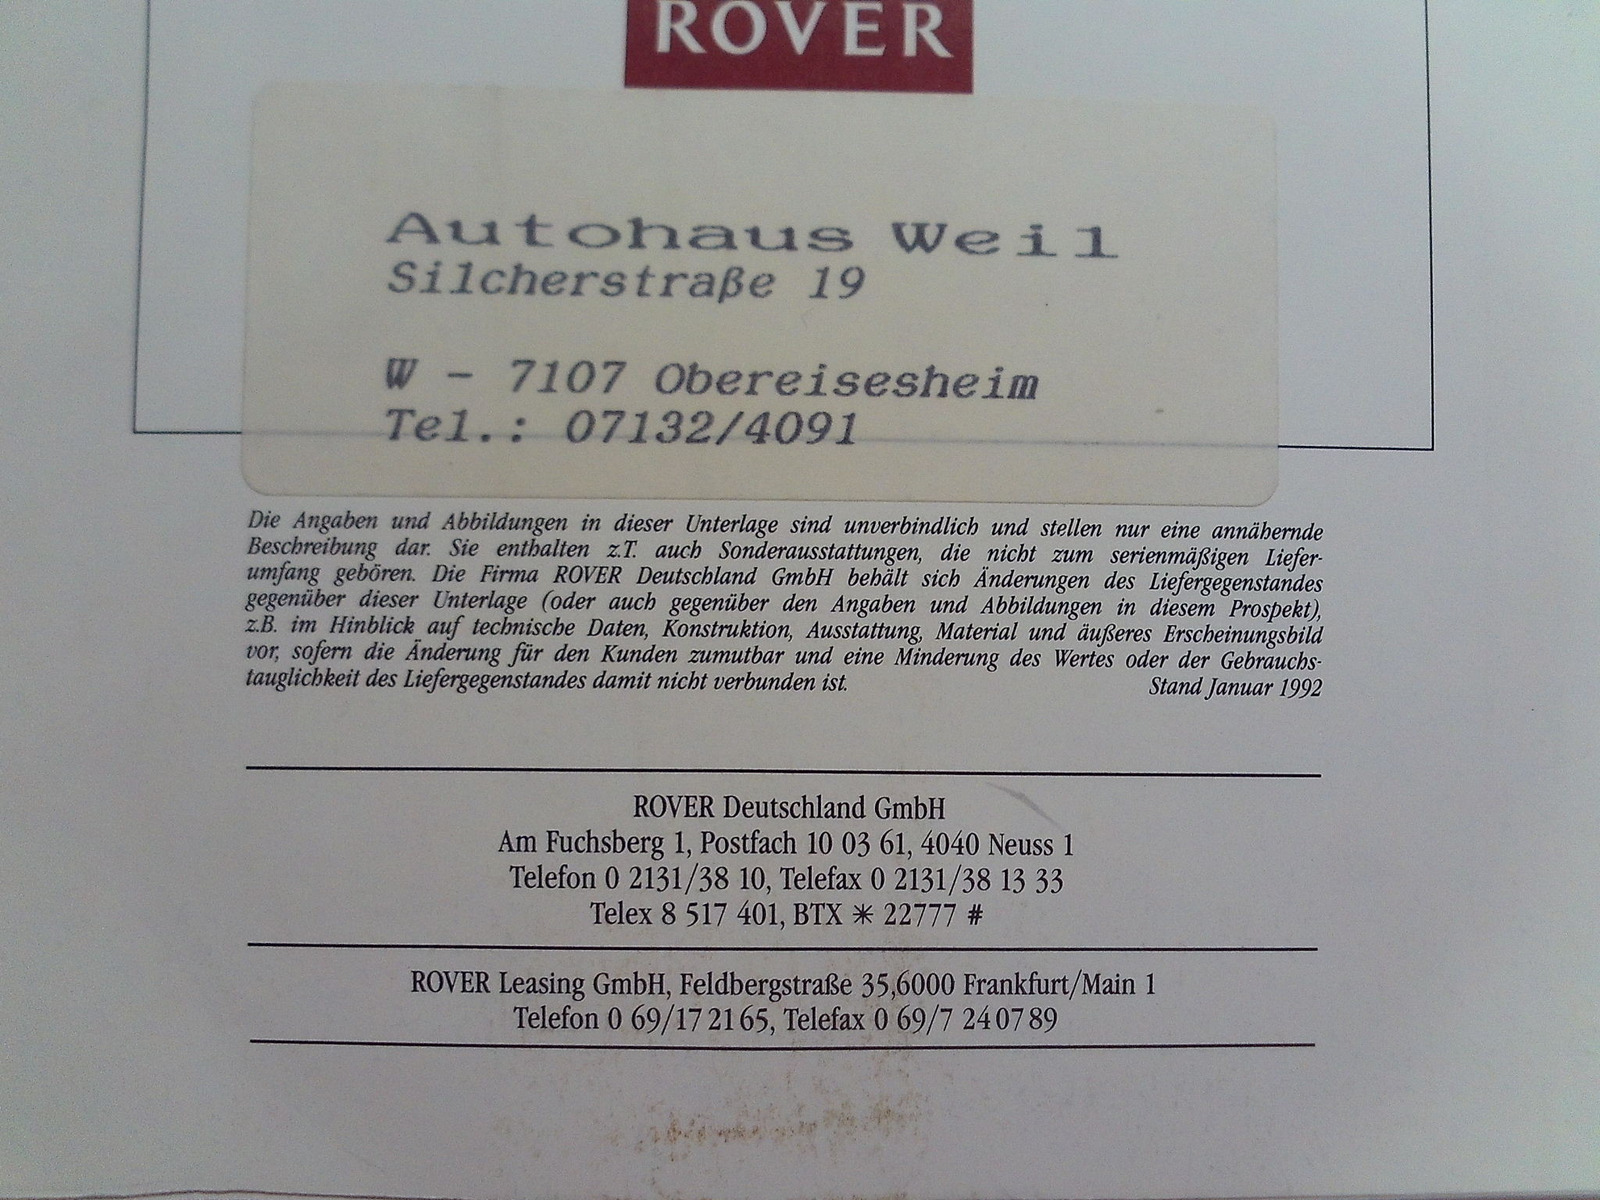 ROVER
Autohaus Weil
Silcherstraße 19
W - 7107 Obereisesheim
Tel.: 07132/4091
Die Angaben und Abbildungen in dieser Unterlage sind unverbindlich und stellen nur eine annähernde
Beschreibung dar. Sie enthalten z.T. auch Sonderausstattungen, die nicht zum serienmäßigen Liefer-
umfang gehören. Die Firma ROVER Deutschland GmbH behält sich Änderungen des Liefergegenstandes
gegenüber dieser Unterlage (oder auch gegenüber den Angaben und Abbildungen in diesem Prospekt),
z.B. im Hinblick auf technische Daten, Konstruktion, Ausstattung, Material und äußeres Erscheinungsbild
vor, sofern die Änderung für den Kunden zumutbar und eine Minderung des Wertes oder der Gebrauchs-
tauglichkeit des Liefergegenstandes damit nicht verbunden ist. Stand Januar 1992
ROVER Deutschland GmbH
Am Fuchsberg 1, Postfach 10 03 61, 4040 Neuss 1
Telefon 0 2131/38 10, Telefax 0 2131/38 13 33
Telex 8 517 401, BTX ✳ 22777 #
ROVER Leasing GmbH, Feldbergstraße 35,6000 Frankfurt/Main 1
Telefon 0 69/17 21 65, Telefax 0 69/7 24 07 89